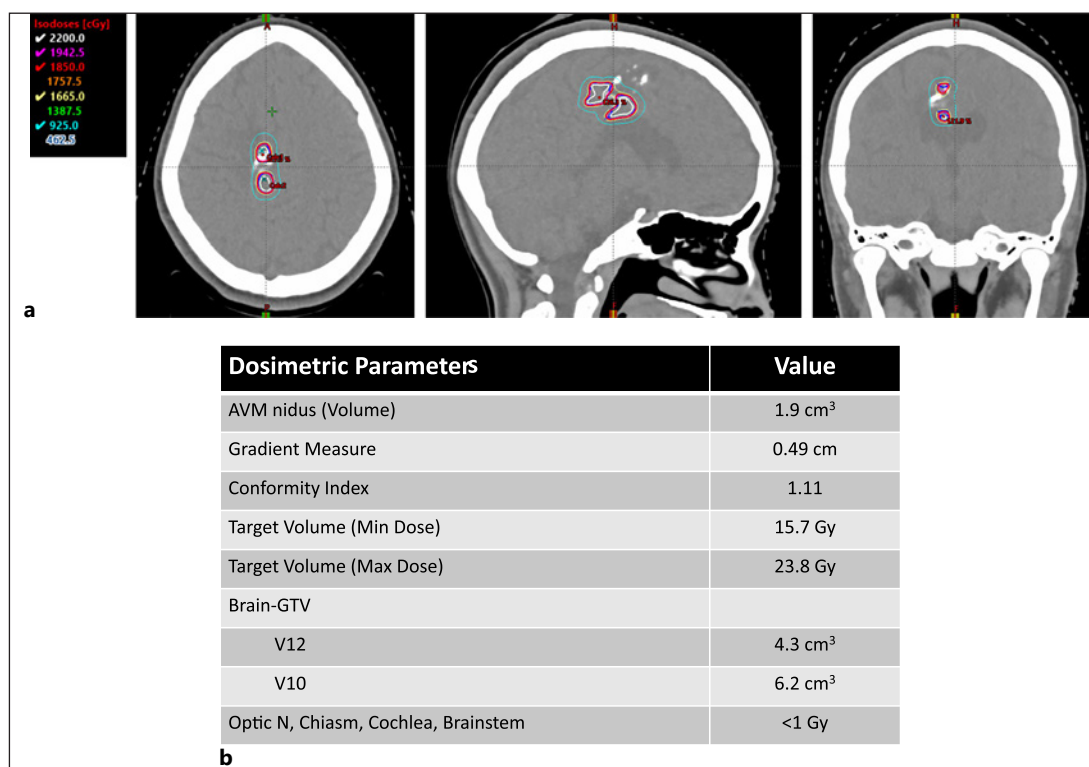 Isodoses [cGy]
2200.0
1942.5
1850.0
1757.5
1665.0
1387.5
925.0
462.5
H
H
a
Dosimetric Parameters Value
AVM nidus (Volume) 1.9 cm³
Gradient Measure 0.49 cm
Conformity Index 1.11
Target Volume (Min Dose) 15.7 Gy
Target Volume (Max Dose) 23.8 Gy
Brain-GTV
V12 4.3 cm³
V10 6.2 cm³
Optic N, Chiasm, Cochlea, Brainstem <1 Gy
b